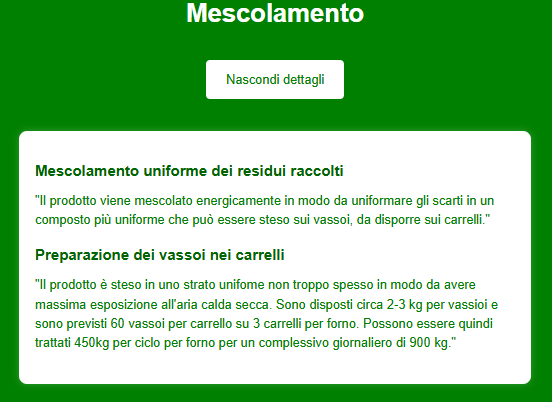 Mescolamento
Nascondi dettagli
Mescolamento uniforme dei residui raccolti
"Il prodotto viene mescolato energicamente in modo da uniformare gli scarti in un
composto più uniforme che può essere steso sui vassoi, da disporre sui carrelli."
Preparazione dei vassoi nei carrelli
"Il prodotto è steso in uno strato unifome non troppo spesso in modo da avere
massima esposizione all'aria calda secca. Sono disposti circa 2-3 kg per vassioi e
sono previsti 60 vassoi per carrello su 3 carrelli per forno. Possono essere quindi
trattati 450kg per ciclo per forno per un complessivo giornaliero di 900 kg."